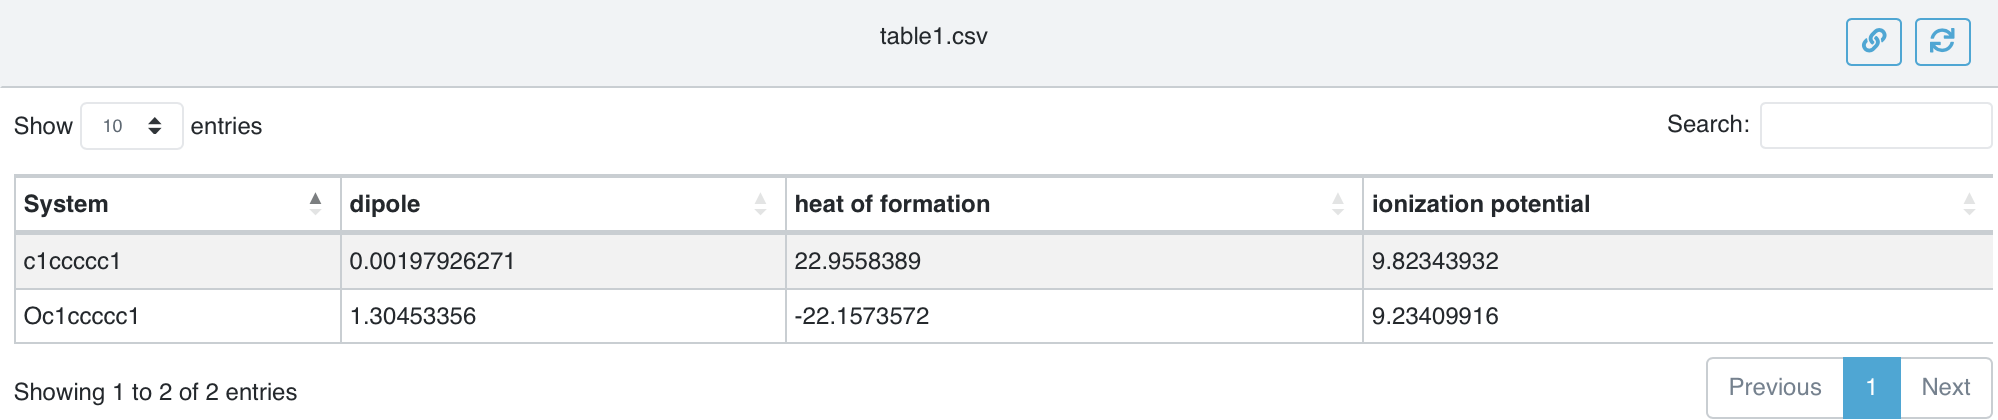 table1.csv
Show 10 entries
Search:
System dipole heat of formation ionization potential
c1ccccc1 0.00197926271 22.9558389 9.82343932
Oc1ccccc1 1.30453356 -22.1573572 9.23409916
Showing 1 to 2 of 2 entries
Previous 1 Next